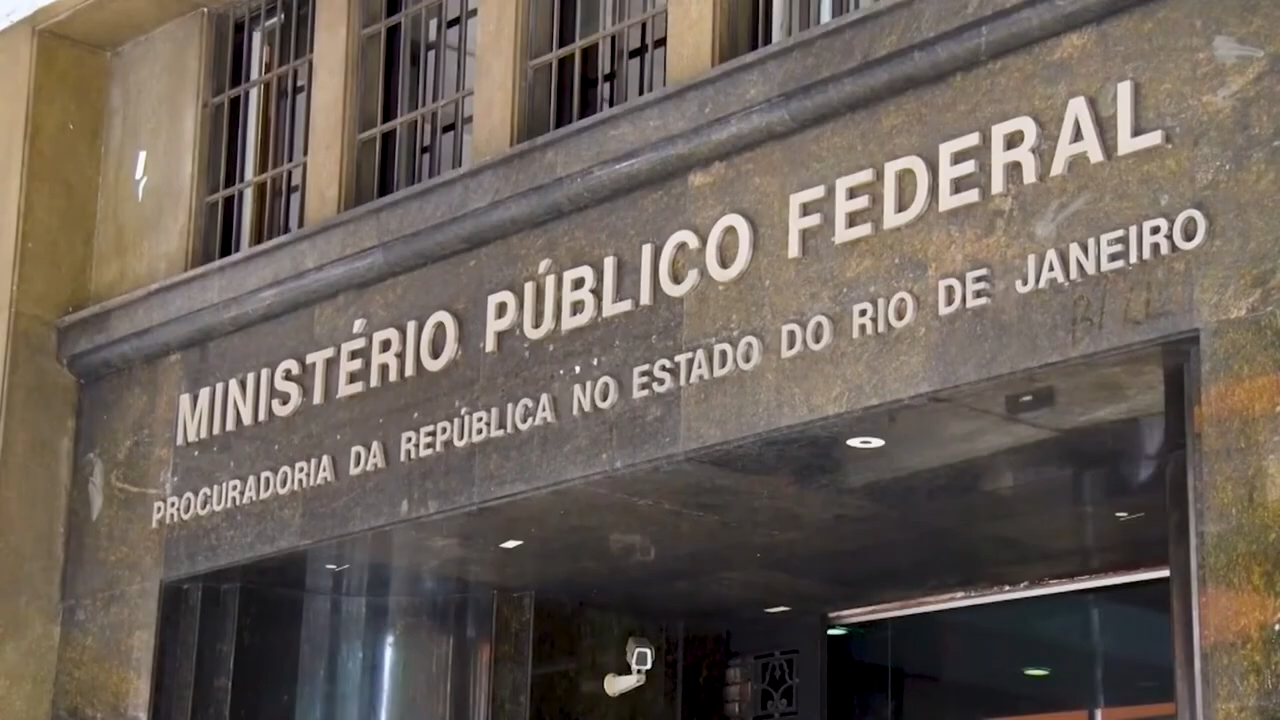 MINISTÉRIO PÚBLICO FEDERAL
PROCURADORIA DA REPÚBLICA NO ESTADO DO RIO DE JANEIRO